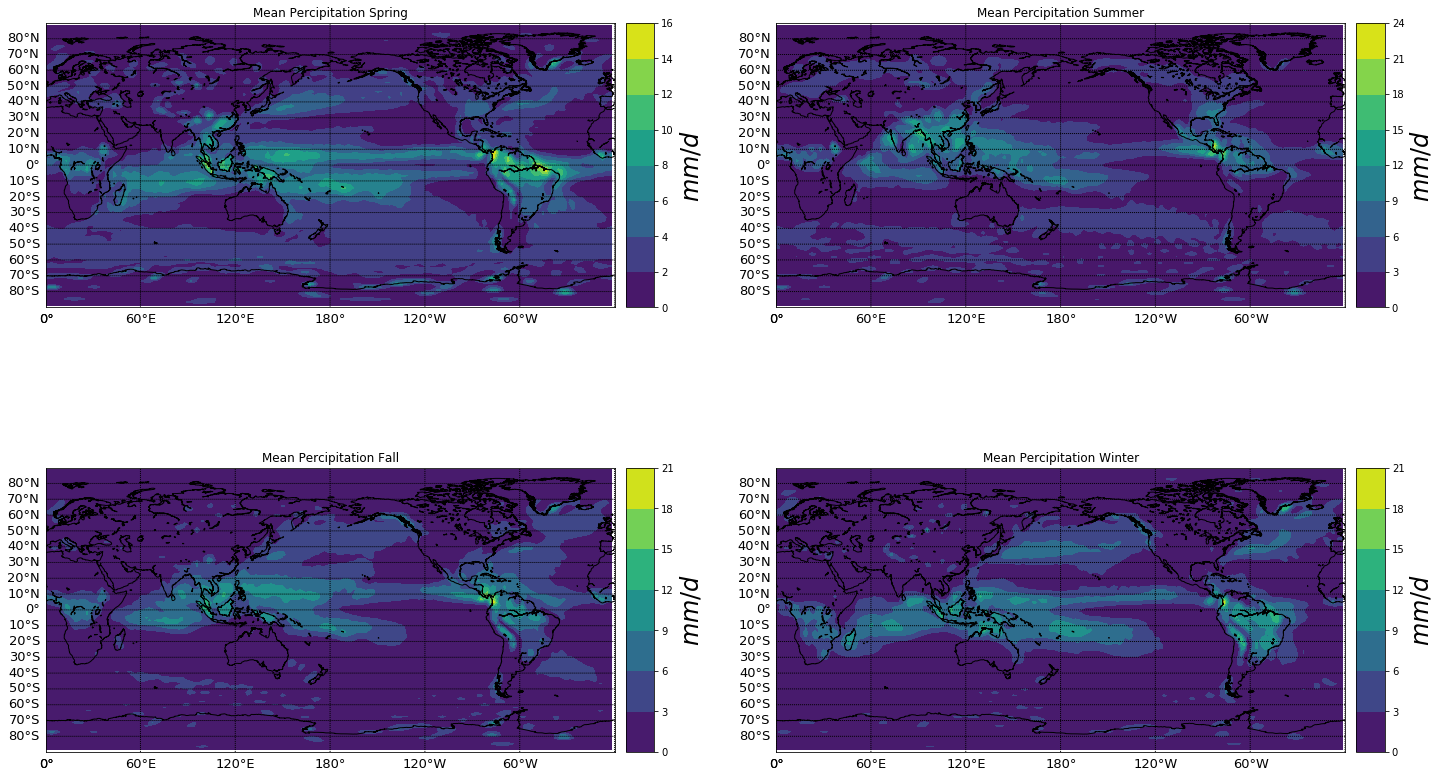 Mean Percipitation Spring
80°N
70°N
60°N
50°N
40°N
30°N
20°N
10°N
0°
10°S
20°S
30°S
40°S
50°S
60°S
70°S
80°S
0° 60°E 120°E 180° 120°W 60°W
16
14
12
10
8
6
4
2
0
mm/d
Mean Percipitation Summer
80°N
70°N
60°N
50°N
40°N
30°N
20°N
10°N
0°
10°S
20°S
30°S
40°S
50°S
60°S
70°S
80°S
0° 60°E 120°E 180° 120°W 60°W
24
21
18
15
12
9
6
3
0
mm/d
Mean Percipitation Fall
80°N
70°N
60°N
50°N
40°N
30°N
20°N
10°N
0°
10°S
20°S
30°S
40°S
50°S
60°S
70°S
80°S
0° 60°E 120°E 180° 120°W 60°W
21
18
15
12
9
6
3
0
mm/d
Mean Percipitation Winter
80°N
70°N
60°N
50°N
40°N
30°N
20°N
10°N
0°
10°S
20°S
30°S
40°S
50°S
60°S
70°S
80°S
0° 60°E 120°E 180° 120°W 60°W
21
18
15
12
9
6
3
0
mm/d